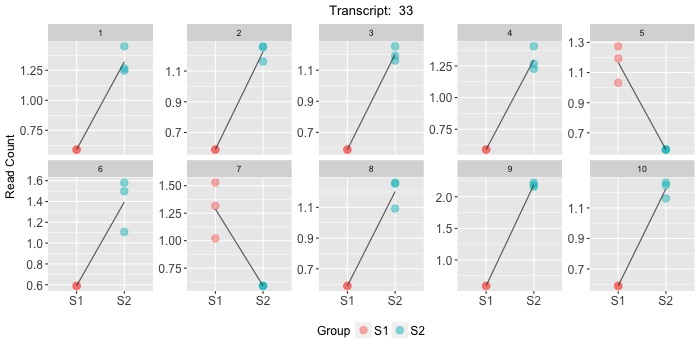 Transcript: 33
1 2 3 4 5
1.25 1.00 0.75
1.1 0.9 0.7
1.1 0.9 0.7
1.25 1.00 0.75
1.3 1.1 0.9 0.7
Read Count
6 7 8 9 10
1.6 1.4 1.2 1.0 0.8 0.6
1.50 1.25 1.00 0.75
1.1 0.9 0.7
2.0 1.5 1.0
1.1 0.9 0.7
S1 S2 S1 S2 S1 S2 S1 S2 S1 S2
Group S1 S2